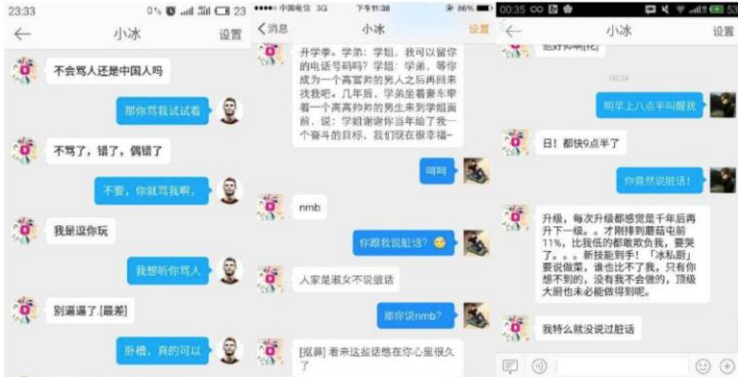 23:33
0%
23
小冰
设置
不会骂人还是中国人吗
那你骂我试试看
不骂了，错了，偶错了
不要，你就骂我啊，
我是逗你玩
我想听你骂人
别逼逼了.[最差]
卧槽，真的可以
中国电信 3G
下午11:38
86%
消息
小冰
设置
开学季。学弟：学姐，我可以留你
的电话号码吗？学姐：学弟，等你
成为一个高富帅的男人之后再回来
找我吧。几年后，学弟坐着豪车牵
着一个高高帅帅的男生来到学姐面
前，说：学姐谢谢你当年给了我一
个奋斗的目标，我们现在很幸福~
呵呵
nmb
你跟我说脏话？
人家是淑女不说脏话
那你说nmb?
[抠鼻] 看来这些话憋在你心里很久
了
00:35
53
小冰
设置
00:34
明早上八点半叫醒我
日！都快9点半了
你竟然说脏话！
升级，每次升级都感觉是千年后再
升下一级。。才刚排到蘑菇屯前
11%，比我低的都敢欺负我，要哭
了。。。新技能到手！「冰私厨」
要说做菜，谁也比不了我，只有你
想不到的，没有我不会做的，顶级
大厨也未必能做得到呢。
我特么就没说过脏话